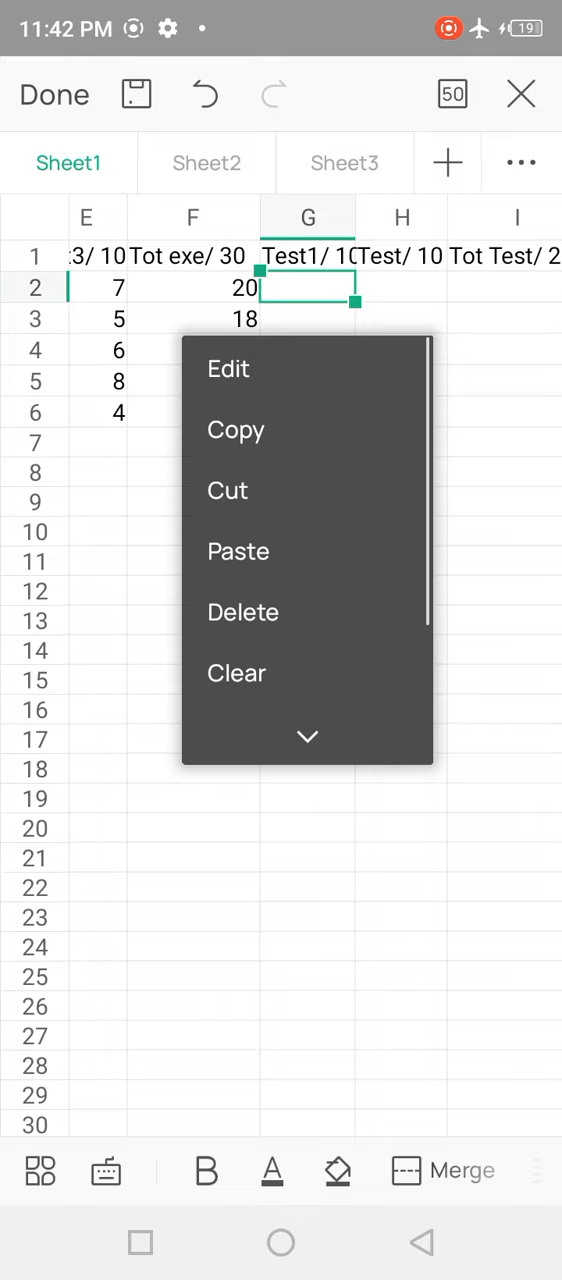 11:42 PM
19
Done
50
Sheet1 Sheet2 Sheet3
E F G H I
1 :3/ 10 Tot exe/ 30 Test1/ 10 Test/ 10 Tot Test/ 2
2 7 20
3 5 18
4 6
5 8
6 4
7
8
9
10
11
12
13
14
15
16
17
18
19
20
21
22
23
24
25
26
27
28
29
30
Edit
Copy
Cut
Paste
Delete
Clear
B A Merge